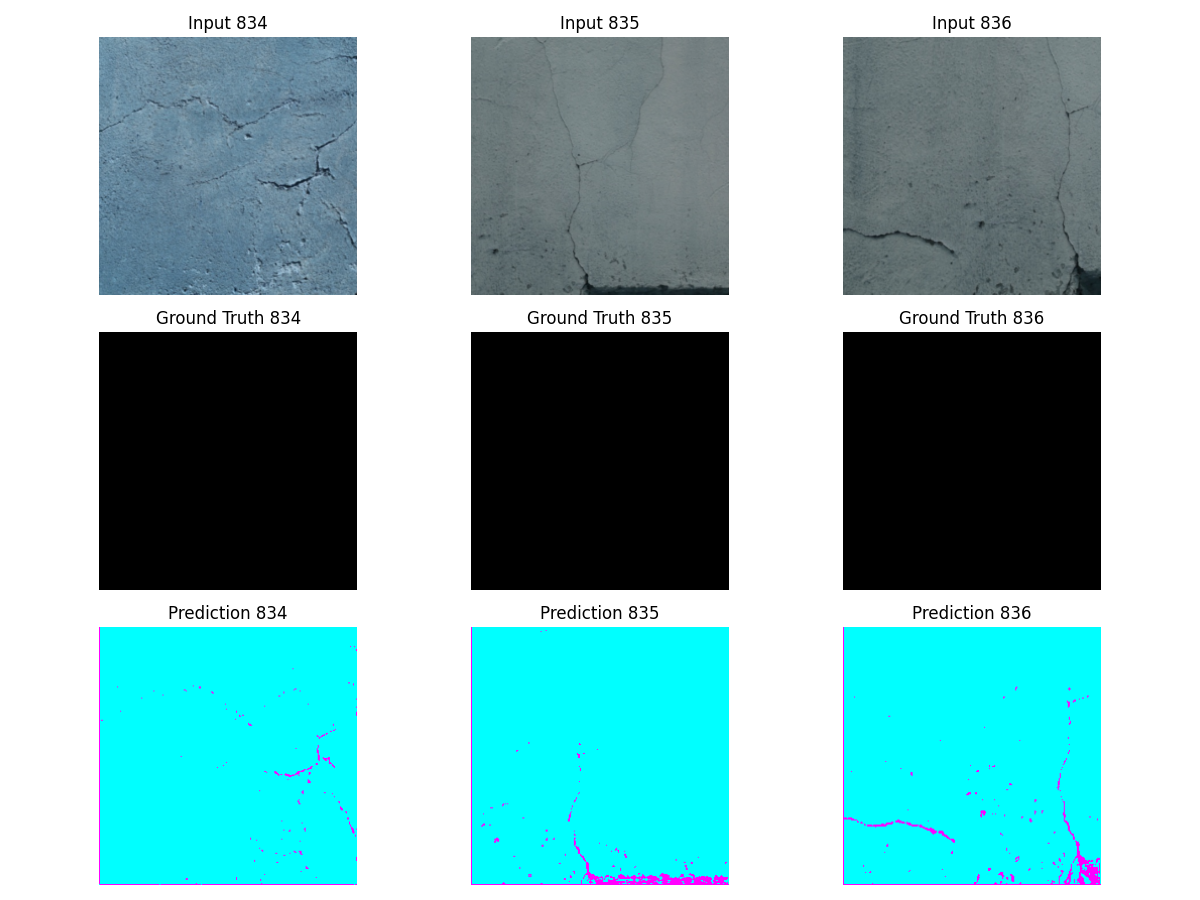 Input 834
Input 835
Input 836
Ground Truth 834
Ground Truth 835
Ground Truth 836
Prediction 834
Prediction 835
Prediction 836